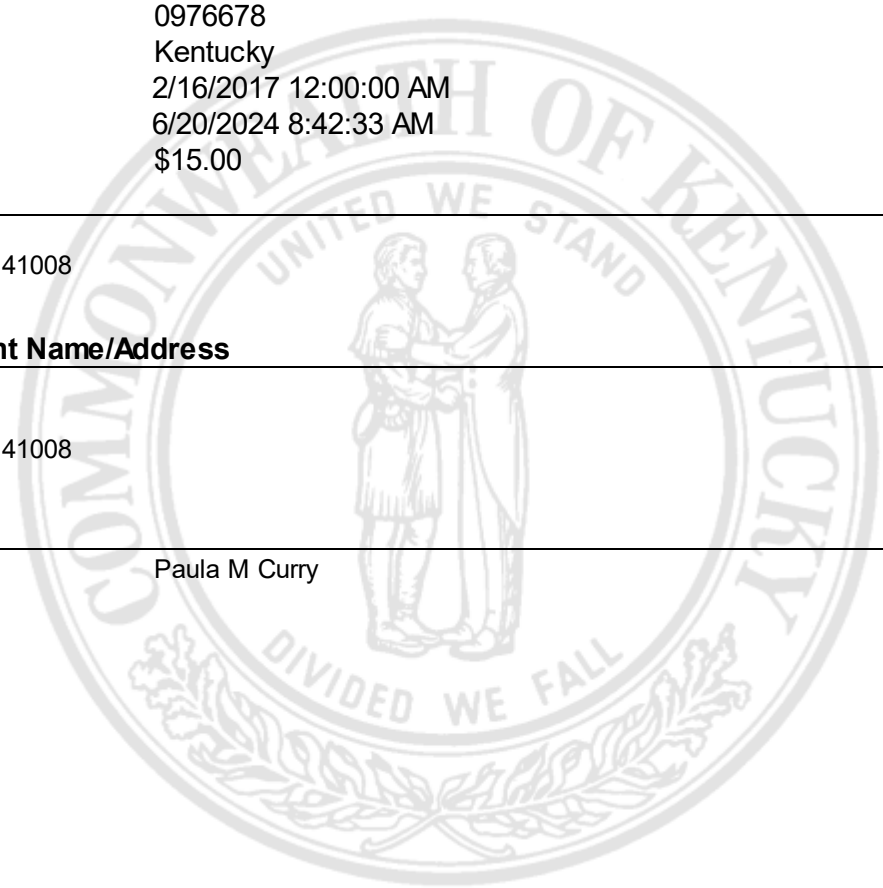 0976678
Kentucky
2/16/2017 12:00:00 AM
6/20/2024 8:42:33 AM
$15.00
41008
nt Name/Address
41008
Paula M Curry
COMMONWEALTH OF KENTUCKY
UNITED WE STAND
DIVIDED WE FALL